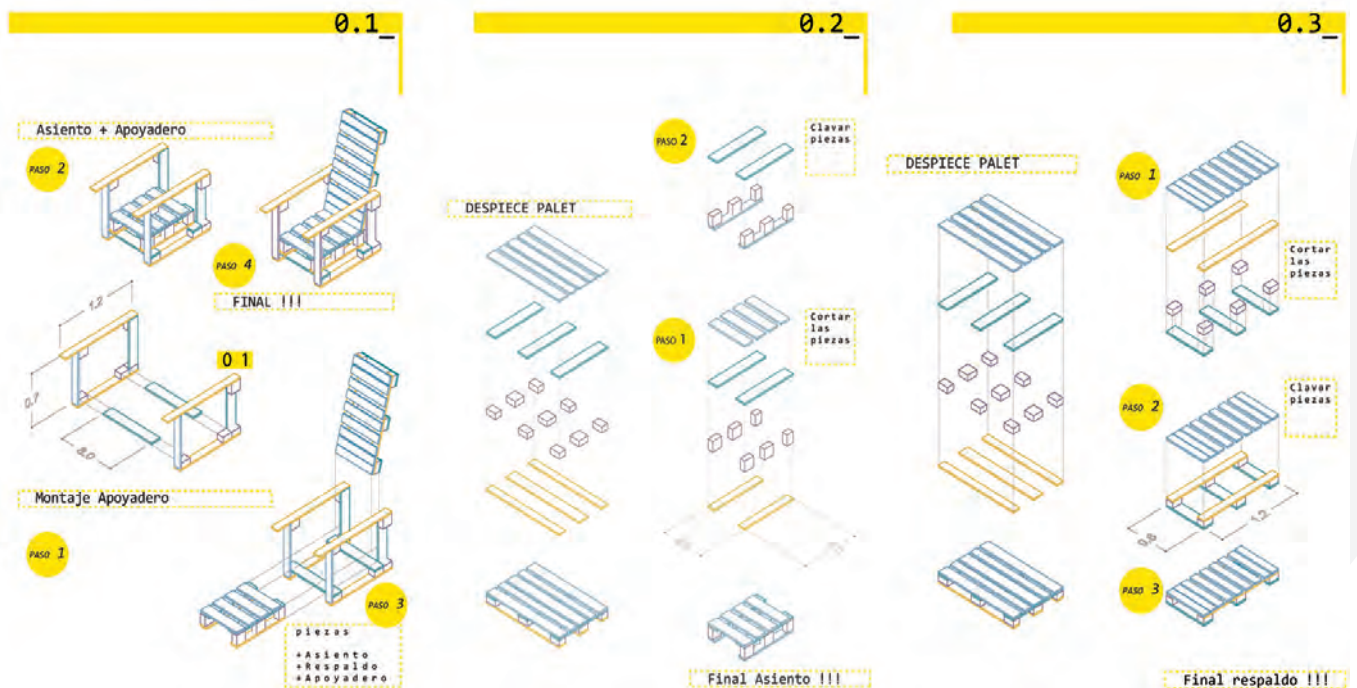 0.1_
Asiento + Apoyadero
PASO 2
PASO 4
FINAL !!!
1.2
0.7
0 1
Montaje Apoyadero
PASO 1
PASO 3
piezas
+Asiento
+Respaldo
+Apoyadero
0.2_
PASO 2
Clavar
piezas
DESPIECE PALET
PASO 1
Cortar
las
piezas
Final Asiento !!!
0.3_
DESPIECE PALET
PASO 1
Cortar
las
piezas
PASO 2
Clavar
piezas
1.2
PASO 3
Final respaldo !!!